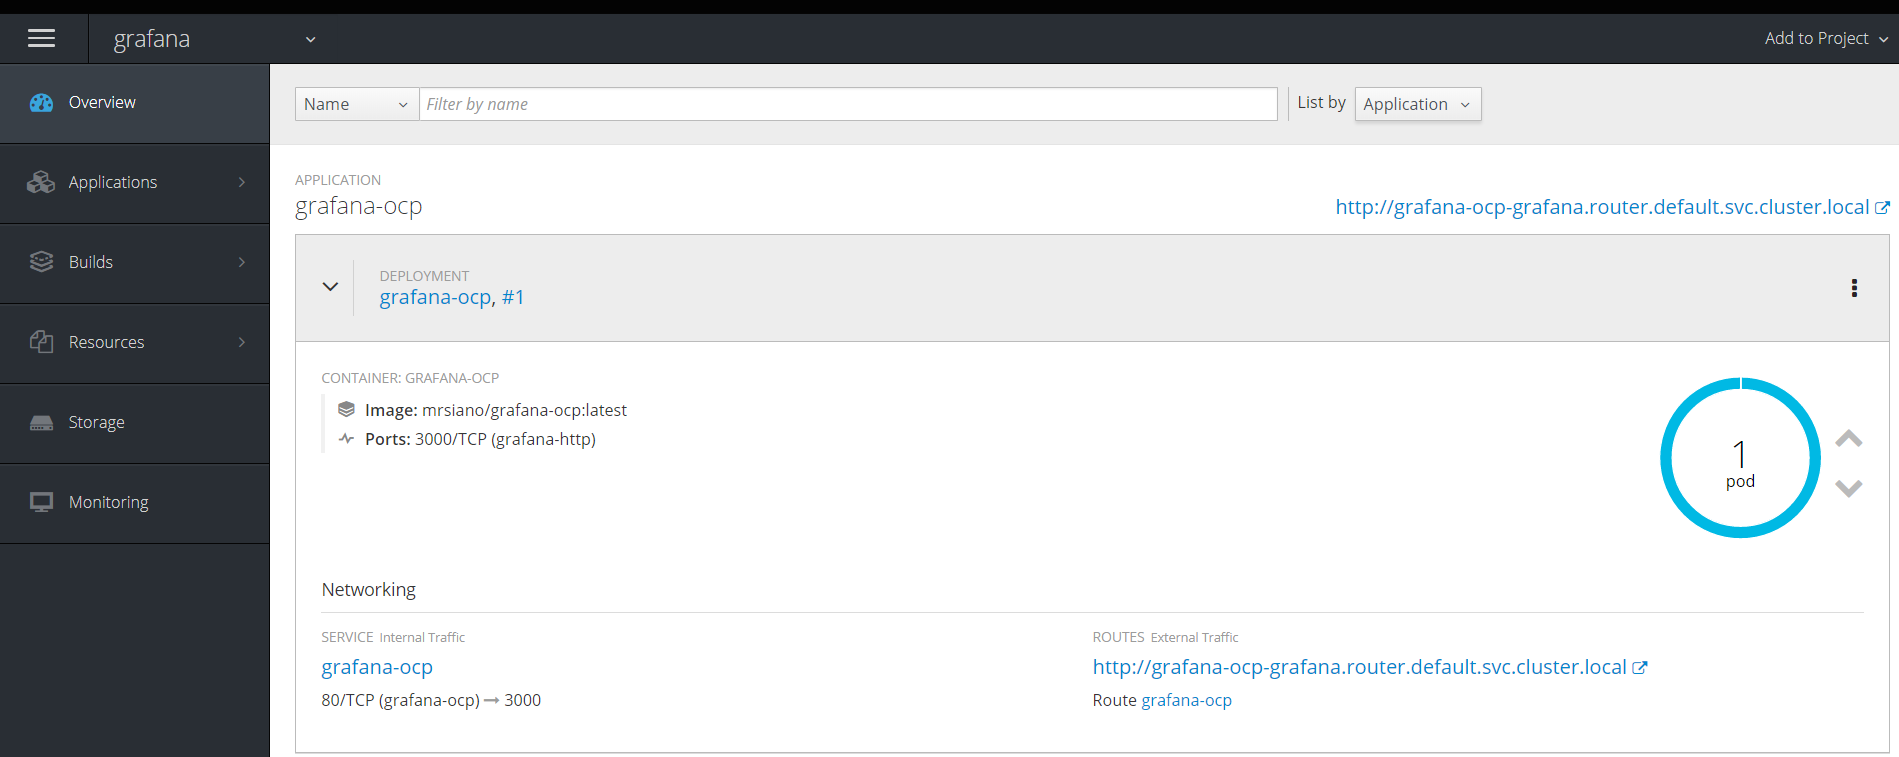 grafana
Add to Project
Overview
Applications
Builds
Resources
Storage
Monitoring
Name
Filter by name
List by
Application
APPLICATION
grafana-ocp
http://grafana-ocp-grafana.router.default.svc.cluster.local
DEPLOYMENT
grafana-ocp, #1
CONTAINER: GRAFANA-OCP
Image: mrsiano/grafana-ocp:latest
Ports: 3000/TCP (grafana-http)
1
pod
Networking
SERVICE Internal Traffic
grafana-ocp
80/TCP (grafana-ocp) → 3000
ROUTES External Traffic
http://grafana-ocp-grafana.router.default.svc.cluster.local
Route grafana-ocp